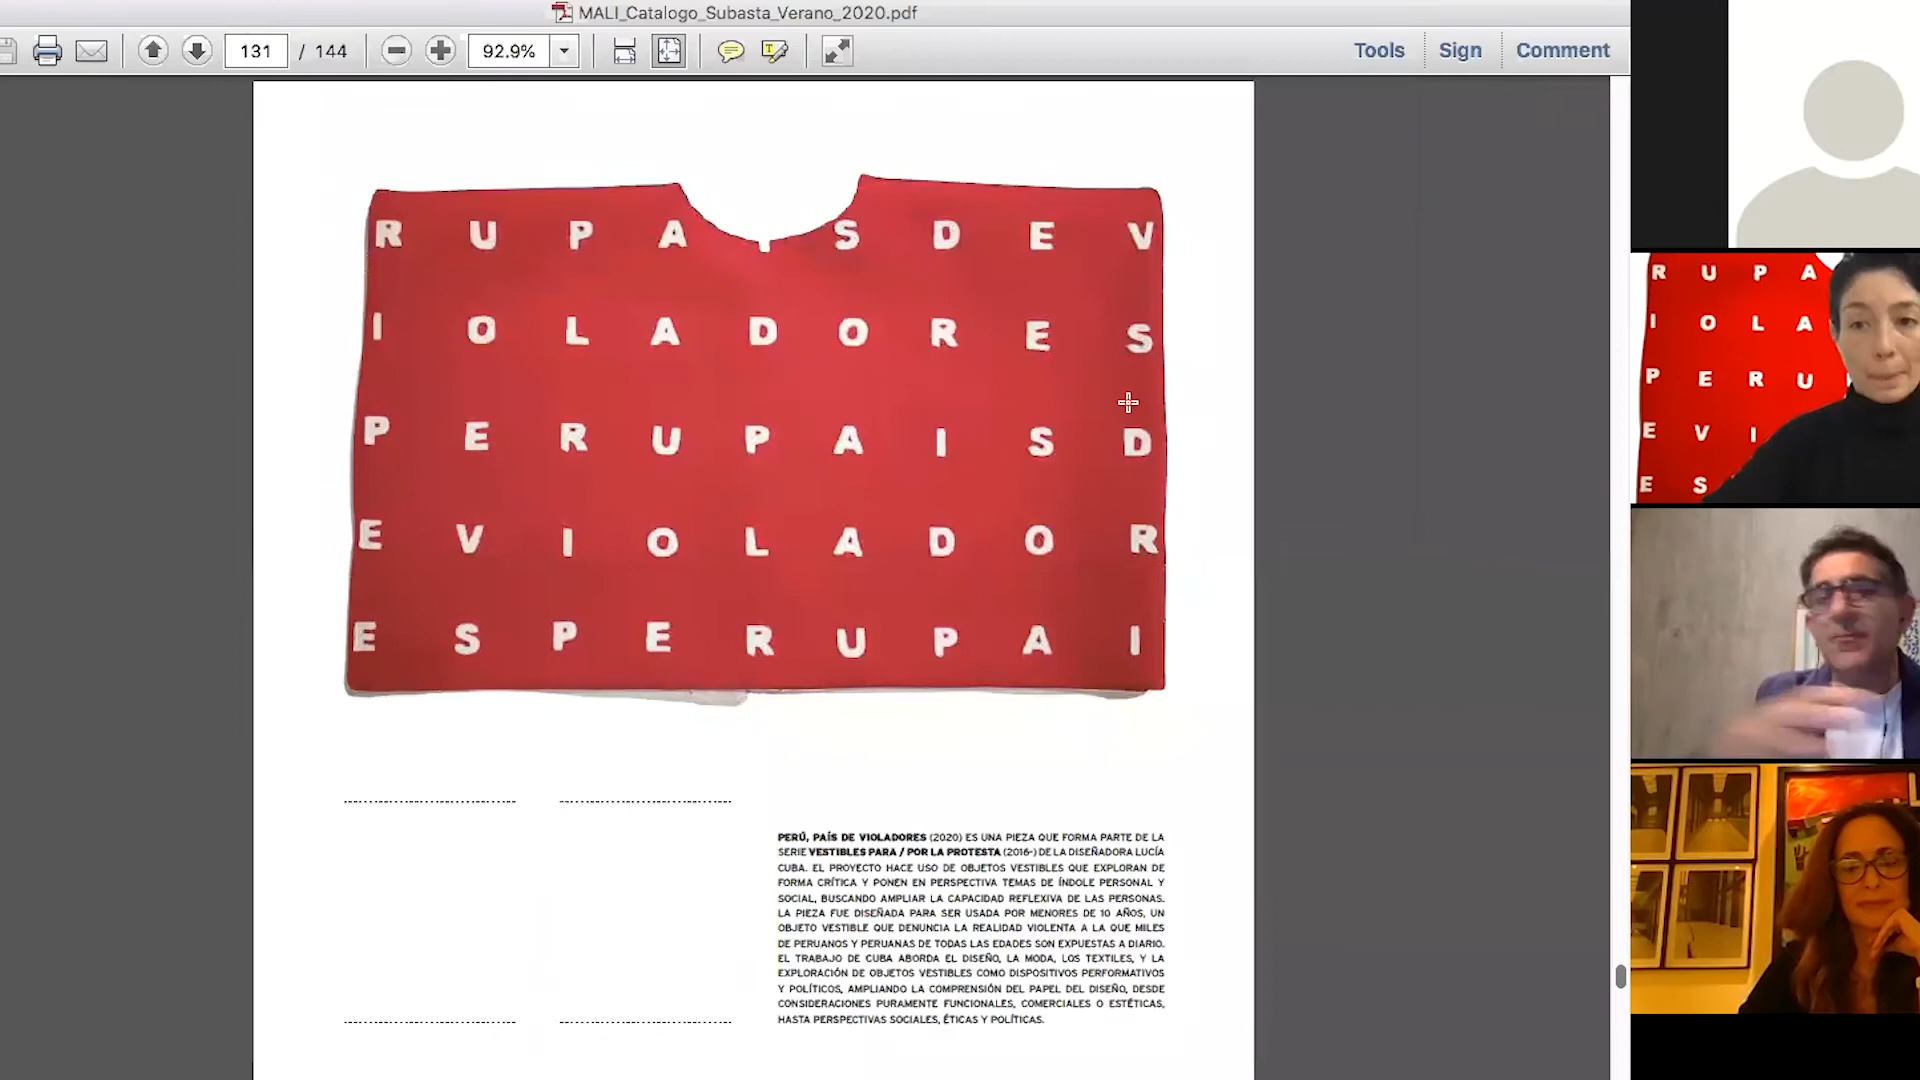 MALI_Catalogo_Subasta_Verano_2020.pdf
131 / 144 92.9% Tools Sign Comment
R U P A S D E V
I O L A D O R E S
P E R U P A I S D
E V I O L A D O R
E S P E R U P A I
PERÚ, PAÍS DE VIOLADORES (2020) ES UNA PIEZA QUE FORMA PARTE DE LA
SERIE VESTIBLES PARA / POR LA PROTESTA (2016-) DE LA DISEÑADORA LUCÍA
CUBA. EL PROYECTO HACE USO DE OBJETOS VESTIBLES QUE EXPLORAN DE
FORMA CRÍTICA Y PONEN EN PERSPECTIVA TEMAS DE ÍNDOLE PERSONAL Y
SOCIAL, BUSCANDO AMPLIAR LA CAPACIDAD REFLEXIVA DE LAS PERSONAS.
LA PIEZA FUE DISEÑADA PARA SER USADA POR MENORES DE 10 AÑOS, UN
OBJETO VESTIBLE QUE DENUNCIA LA REALIDAD VIOLENTA A LA QUE MILES
DE PERUANOS Y PERUANAS DE TODAS LAS EDADES SON EXPUESTAS A DIARIO.
EL TRABAJO DE CUBA ABORDA EL DISEÑO, LA MODA, LOS TEXTILES, Y LA
EXPLORACIÓN DE OBJETOS VESTIBLES COMO DISPOSITIVOS PERFORMATIVOS
Y POLÍTICOS, AMPLIANDO LA COMPRENSIÓN DEL PAPEL DEL DISEÑO, DESDE
CONSIDERACIONES PURAMENTE FUNCIONALES, COMERCIALES O ESTÉTICAS,
HASTA PERSPECTIVAS SOCIALES, ÉTICAS Y POLÍTICAS.
R U P A
I O L A
P E R U
E V I
E S